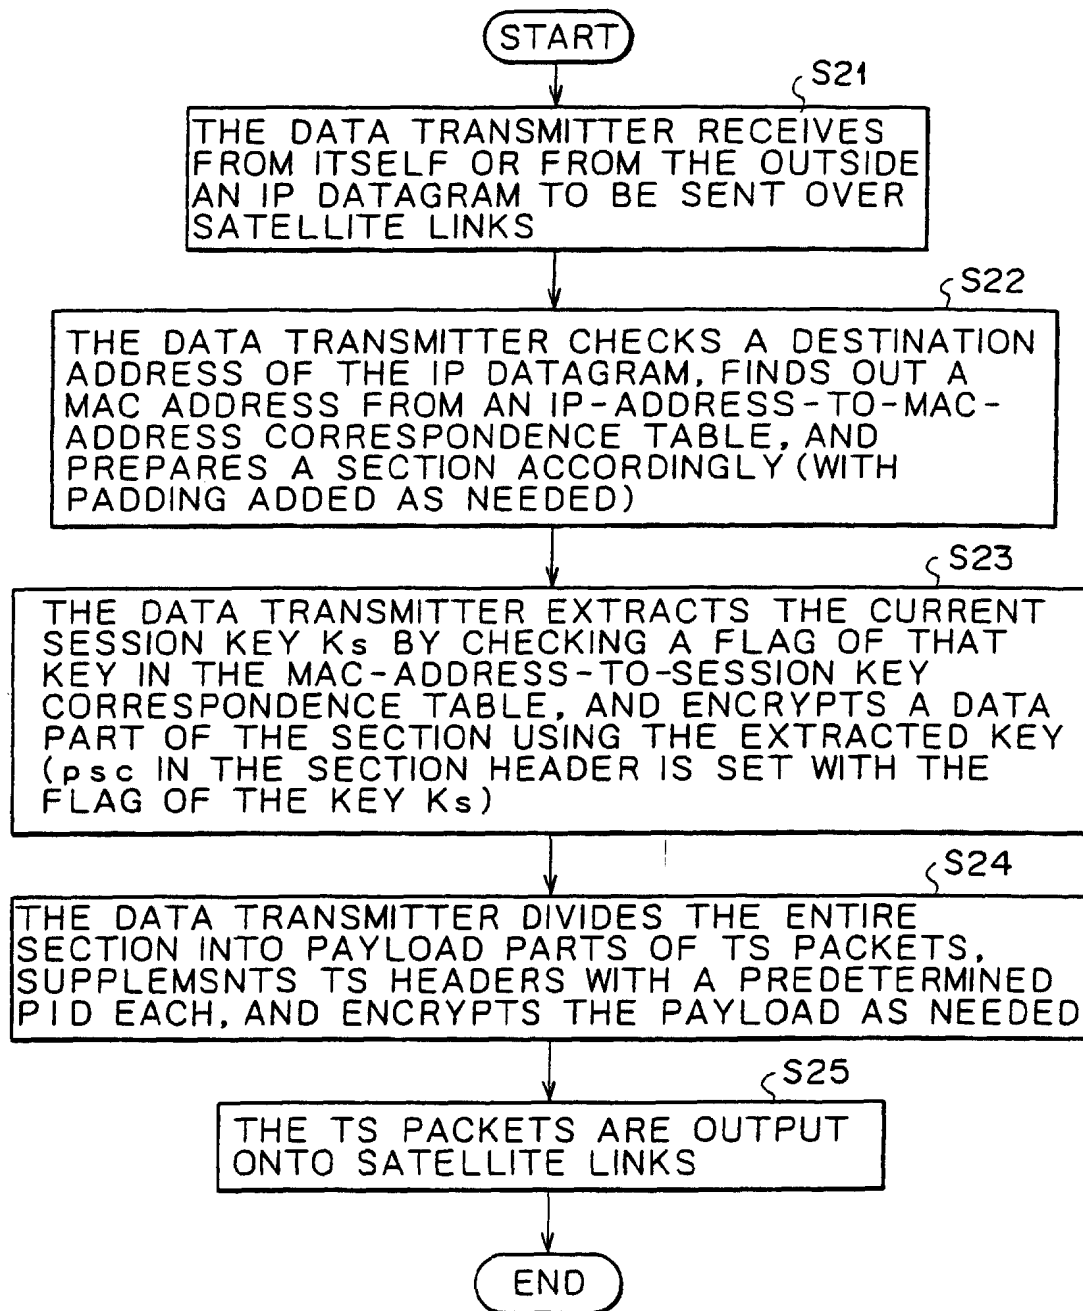 START
S21
THE DATA TRANSMITTER RECEIVES
FROM ITSELF OR FROM THE OUTSIDE
AN IP DATAGRAM TO BE SENT OVER
SATELLITE LINKS
S22
THE DATA TRANSMITTER CHECKS A DESTINATION
ADDRESS OF THE IP DATAGRAM, FINDS OUT A
MAC ADDRESS FROM AN IP-ADDRESS-TO-MAC-
ADDRESS CORRESPONDENCE TABLE, AND
PREPARES A SECTION ACCORDINGLY (WITH
PADDING ADDED AS NEEDED)
S23
THE DATA TRANSMITTER EXTRACTS THE CURRENT
SESSION KEY Ks BY CHECKING A FLAG OF THAT
KEY IN THE MAC-ADDRESS-TO-SESSION KEY
CORRESPONDENCE TABLE, AND ENCRYPTS A DATA
PART OF THE SECTION USING THE EXTRACTED KEY
(psc IN THE SECTION HEADER IS SET WITH THE
FLAG OF THE KEY Ks)
S24
THE DATA TRANSMITTER DIVIDES THE ENTIRE
SECTION INTO PAYLOAD PARTS OF TS PACKETS,
SUPPLEMSNTS TS HEADERS WITH A PREDETERMINED
PID EACH, AND ENCRYPTS THE PAYLOAD AS NEEDED
S25
THE TS PACKETS ARE OUTPUT
ONTO SATELLITE LINKS
END